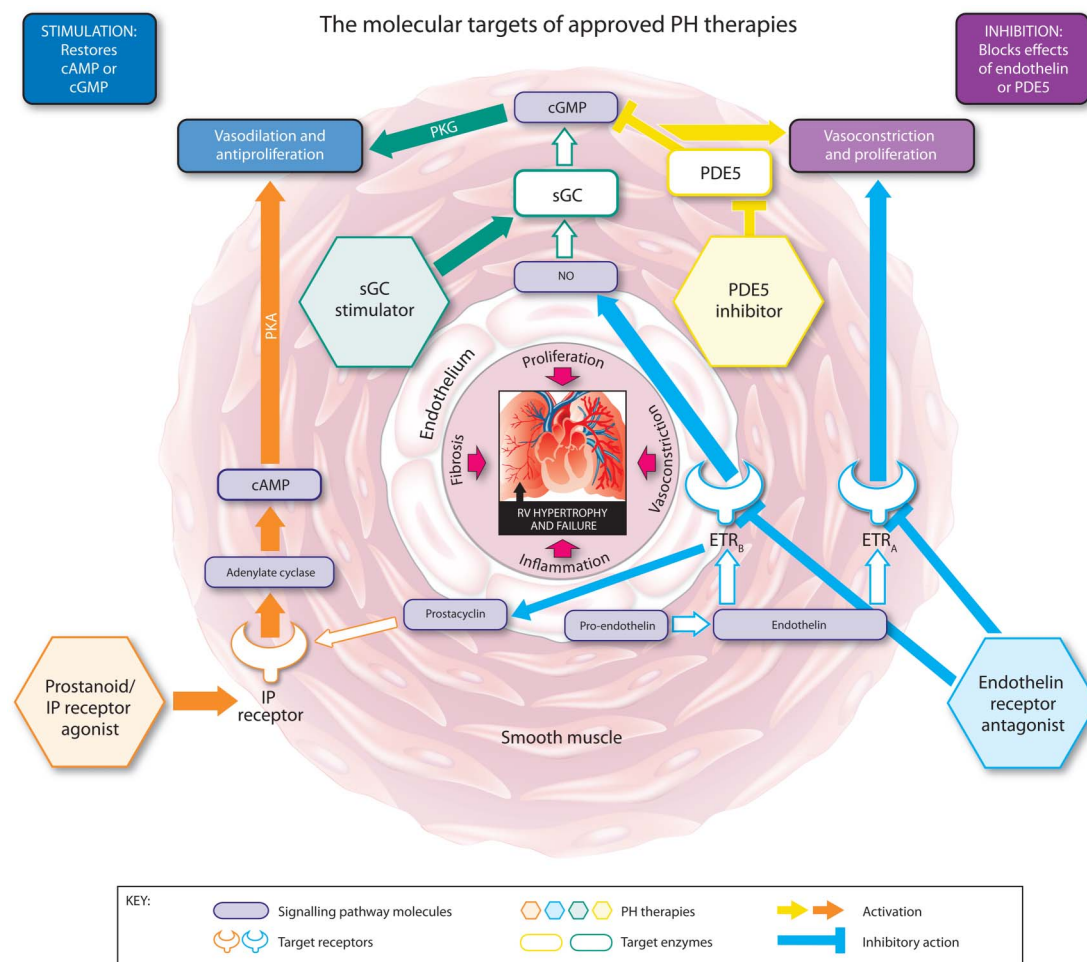 The molecular targets of approved PH therapies
STIMULATION:
Restores
cAMP or
cGMP
INHIBITION:
Blocks effects
of endothelin
or PDE5
cGMP
PKG
Vasodilation and
antiproliferation
Vasoconstriction
and proliferation
PDE5
sGC
NO
sGC
stimulator
PDE5
inhibitor
PKA
Endothelium
Proliferation
Fibrosis
Vasoconstriction
RV HYPERTROPHY
AND FAILURE
Inflammation
cAMP
ETRB
ETRA
Adenylate cyclase
Prostacyclin
Pro-endothelin
Endothelin
Prostanoid/
IP receptor
agonist
IP
receptor
Endothelin
receptor
antagonist
Smooth muscle
KEY:
Signalling pathway molecules
PH therapies
Activation
Target receptors
Target enzymes
Inhibitory action